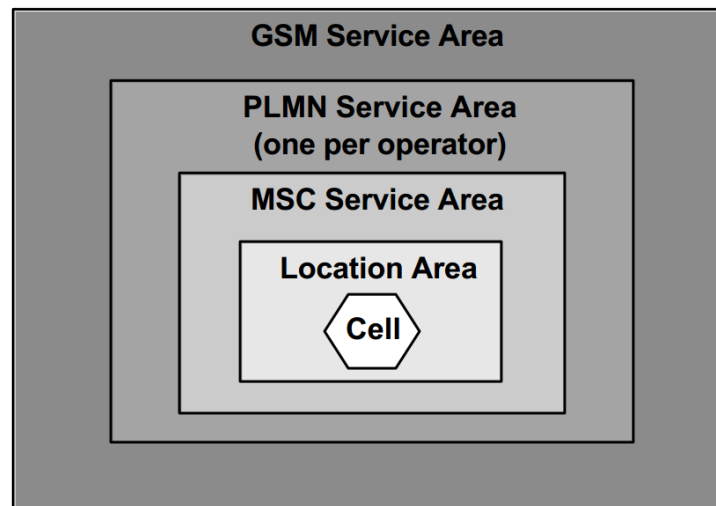 GSM Service Area
PLMN Service Area
(one per operator)
MSC Service Area
Location Area
Cell